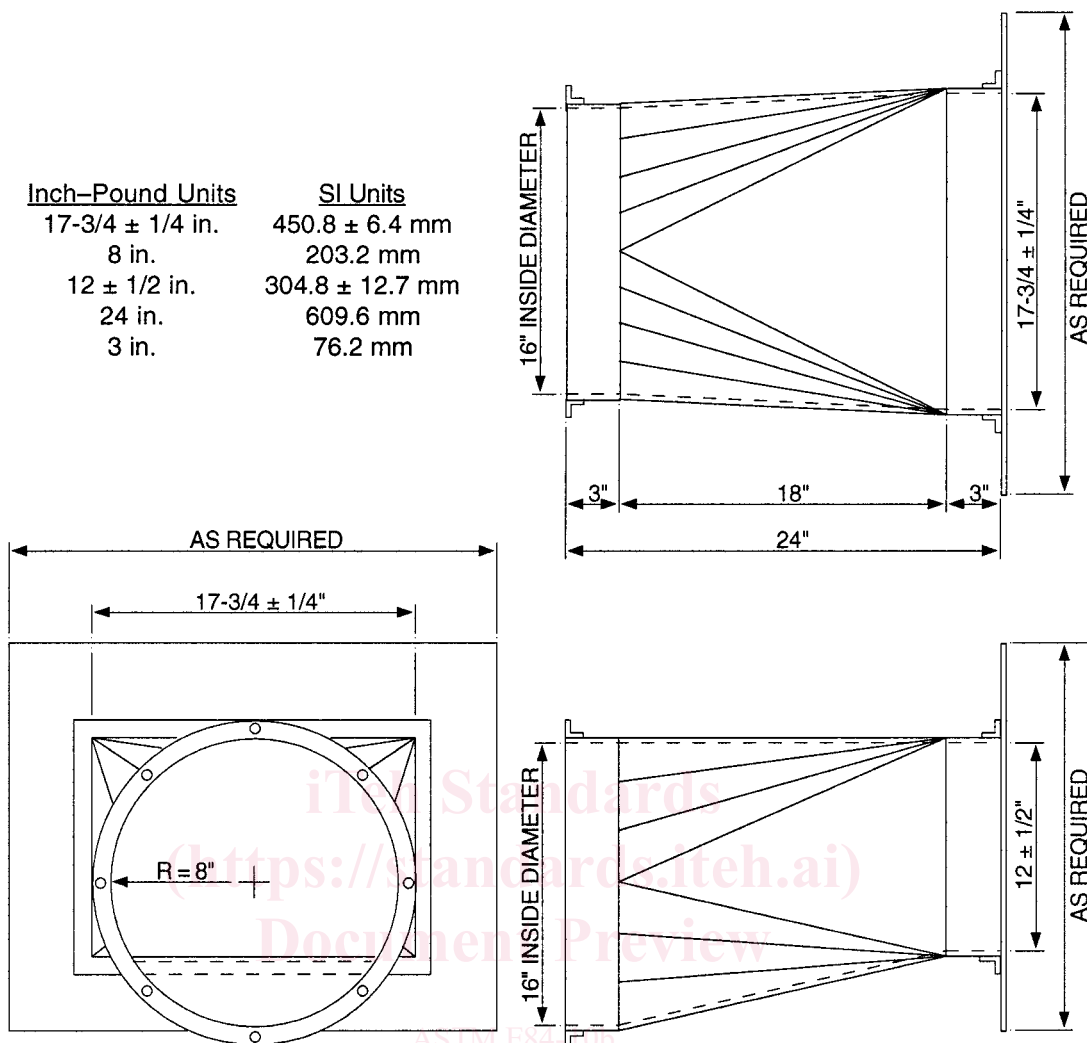 Inch–Pound Units SI Units
17-3/4 ± 1/4 in. 450.8 ± 6.4 mm
8 in. 203.2 mm
12 ± 1/2 in. 304.8 ± 12.7 mm
24 in. 609.6 mm
3 in. 76.2 mm
16" INSIDE DIAMETER
17-3/4 ± 1/4"
AS REQUIRED
3"
18"
3"
24"
AS REQUIRED
17-3/4 ± 1/4"
R = 8"
16" INSIDE DIAMETER
12 ± 1/2"
AS REQUIRED
iTeh Standards
(https://standards.iteh.ai)
Document Preview
ASTM E84-10b